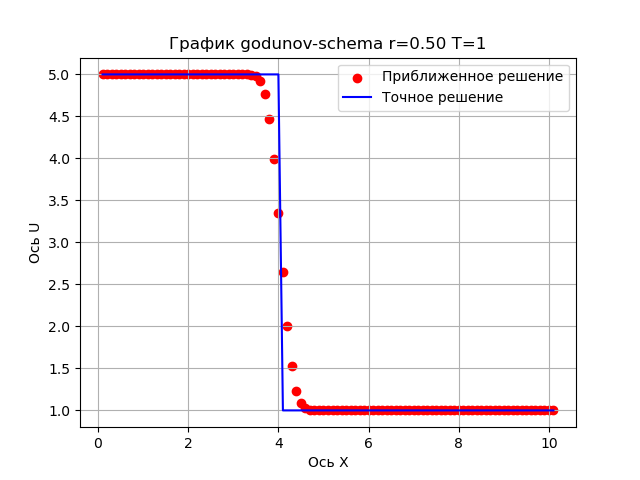 График godunov-schema r=0.50 T=1
Приближенное решение
Точное решение
Ось U
5.0
4.5
4.0
3.5
3.0
2.5
2.0
1.5
1.0
0 2 4 6 8 10
Ось X